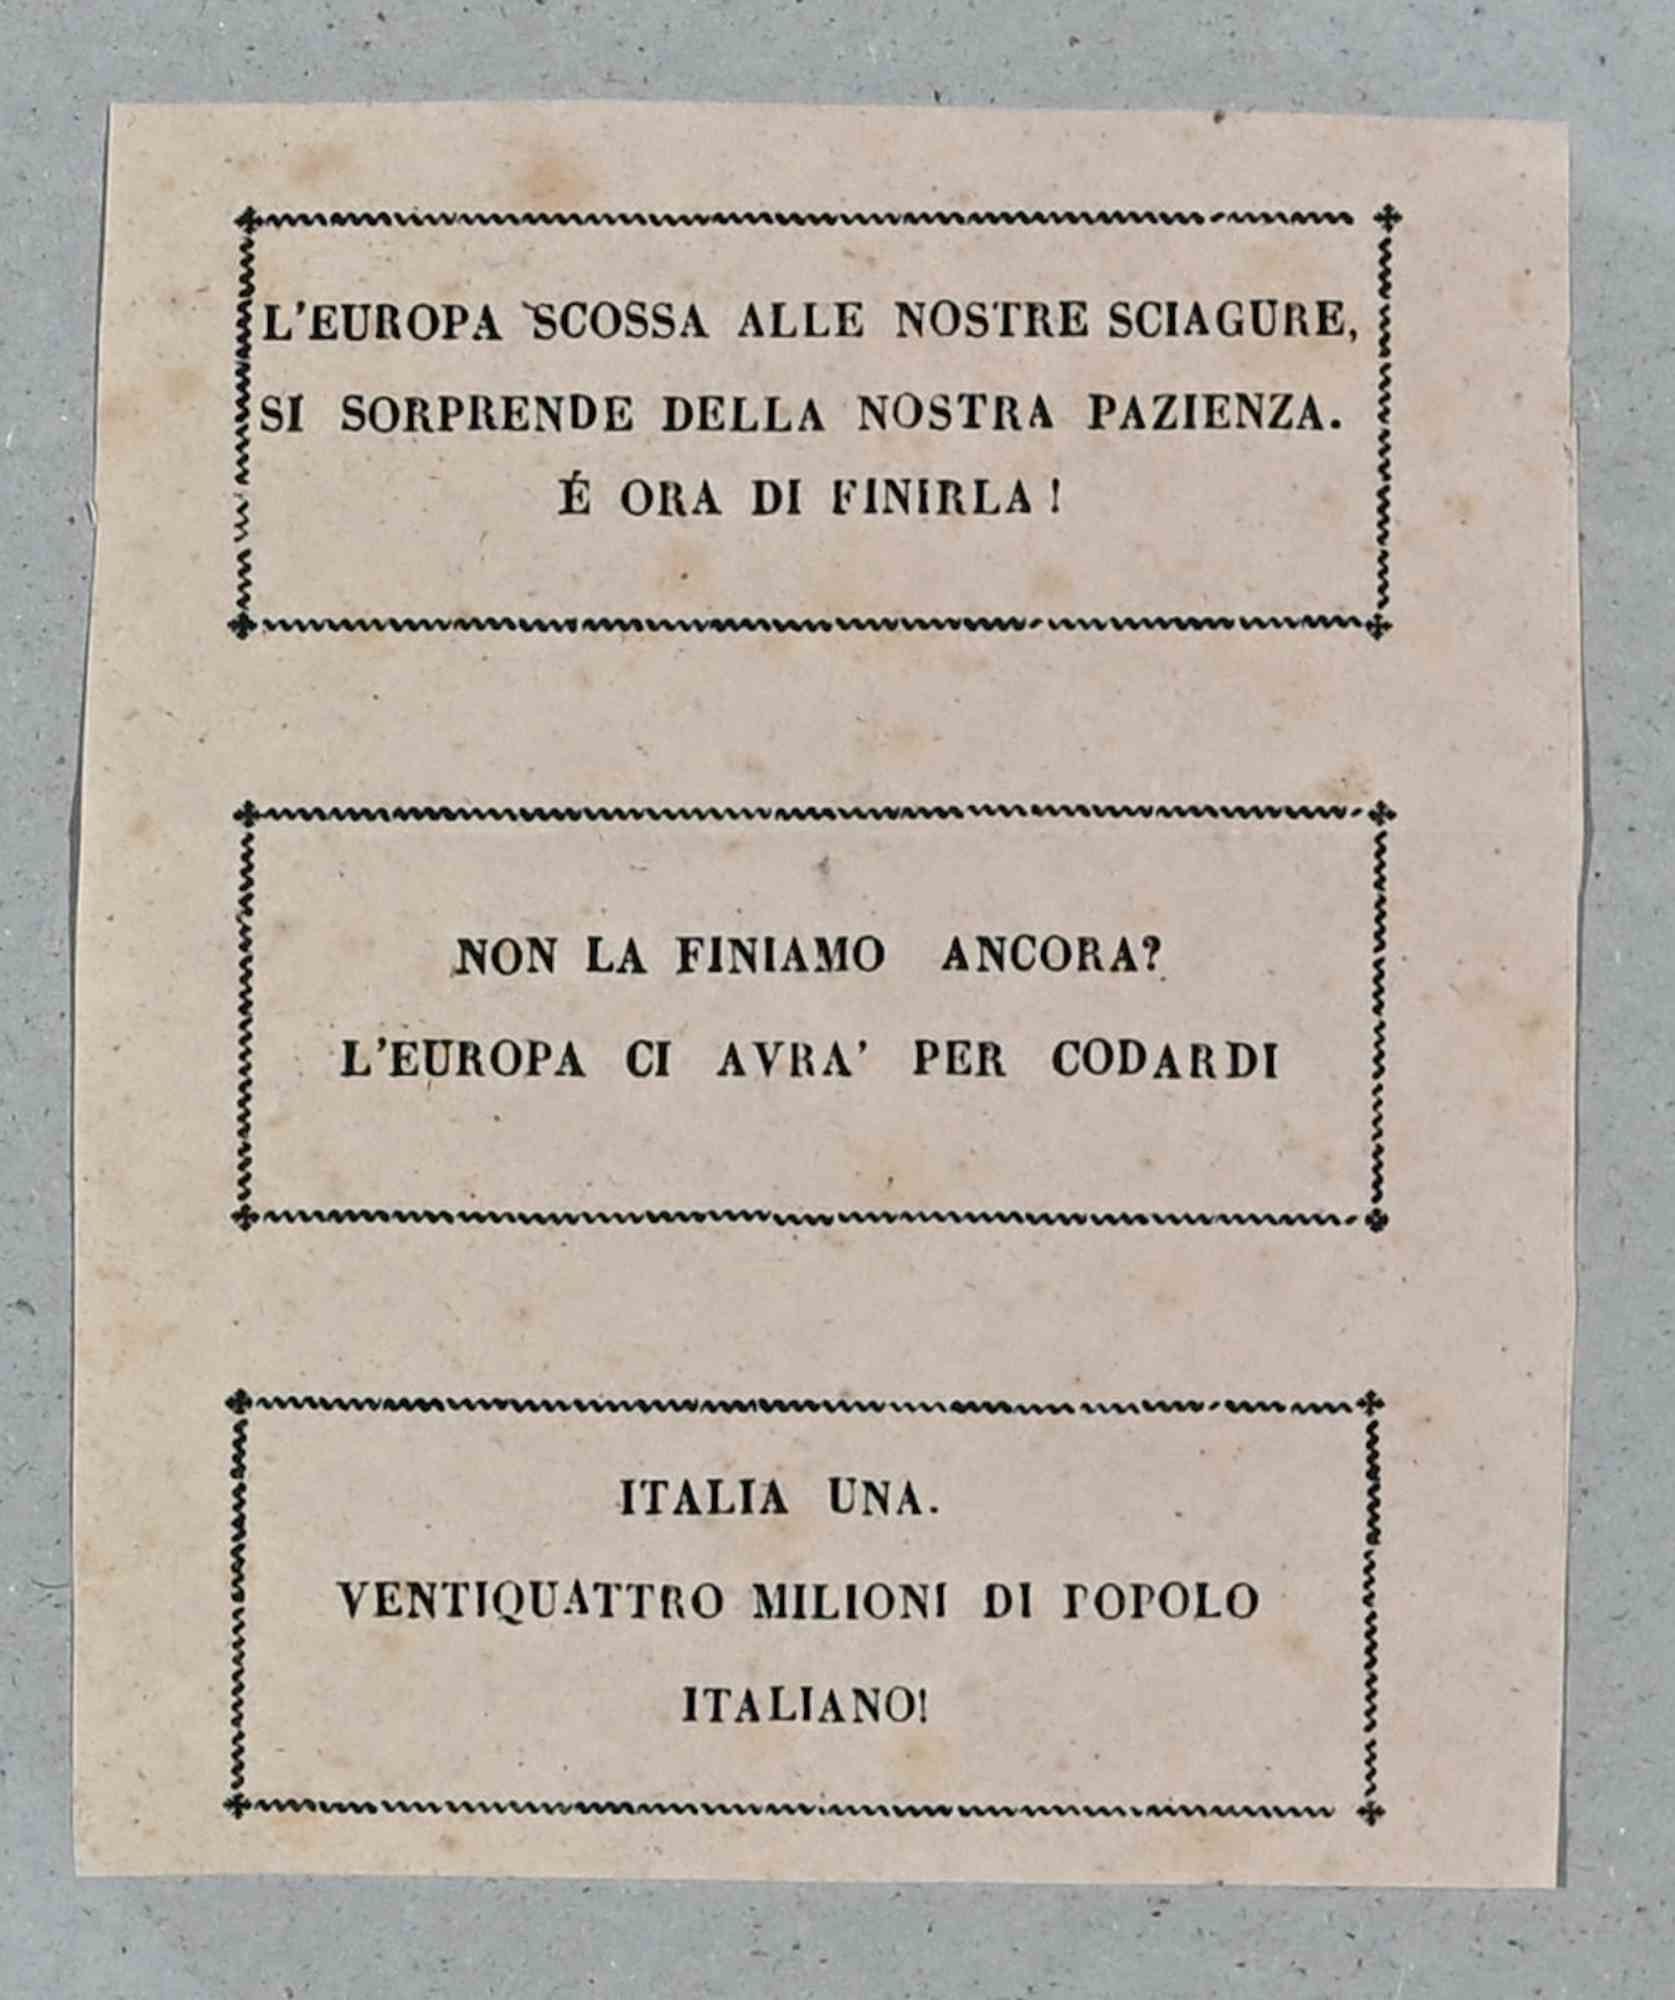 L'EUROPA SCOSSA ALLE NOSTRE SCIAGURE,
SI SORPRENDE DELLA NOSTRA PAZIENZA.
É ORA DI FINIRLA!
NON LA FINIAMO ANCORA?
L'EUROPA CI AVRA' PER CODARDI
ITALIA UNA.
VENTIQUATTRO MILIONI DI POPOLO
ITALIANO!